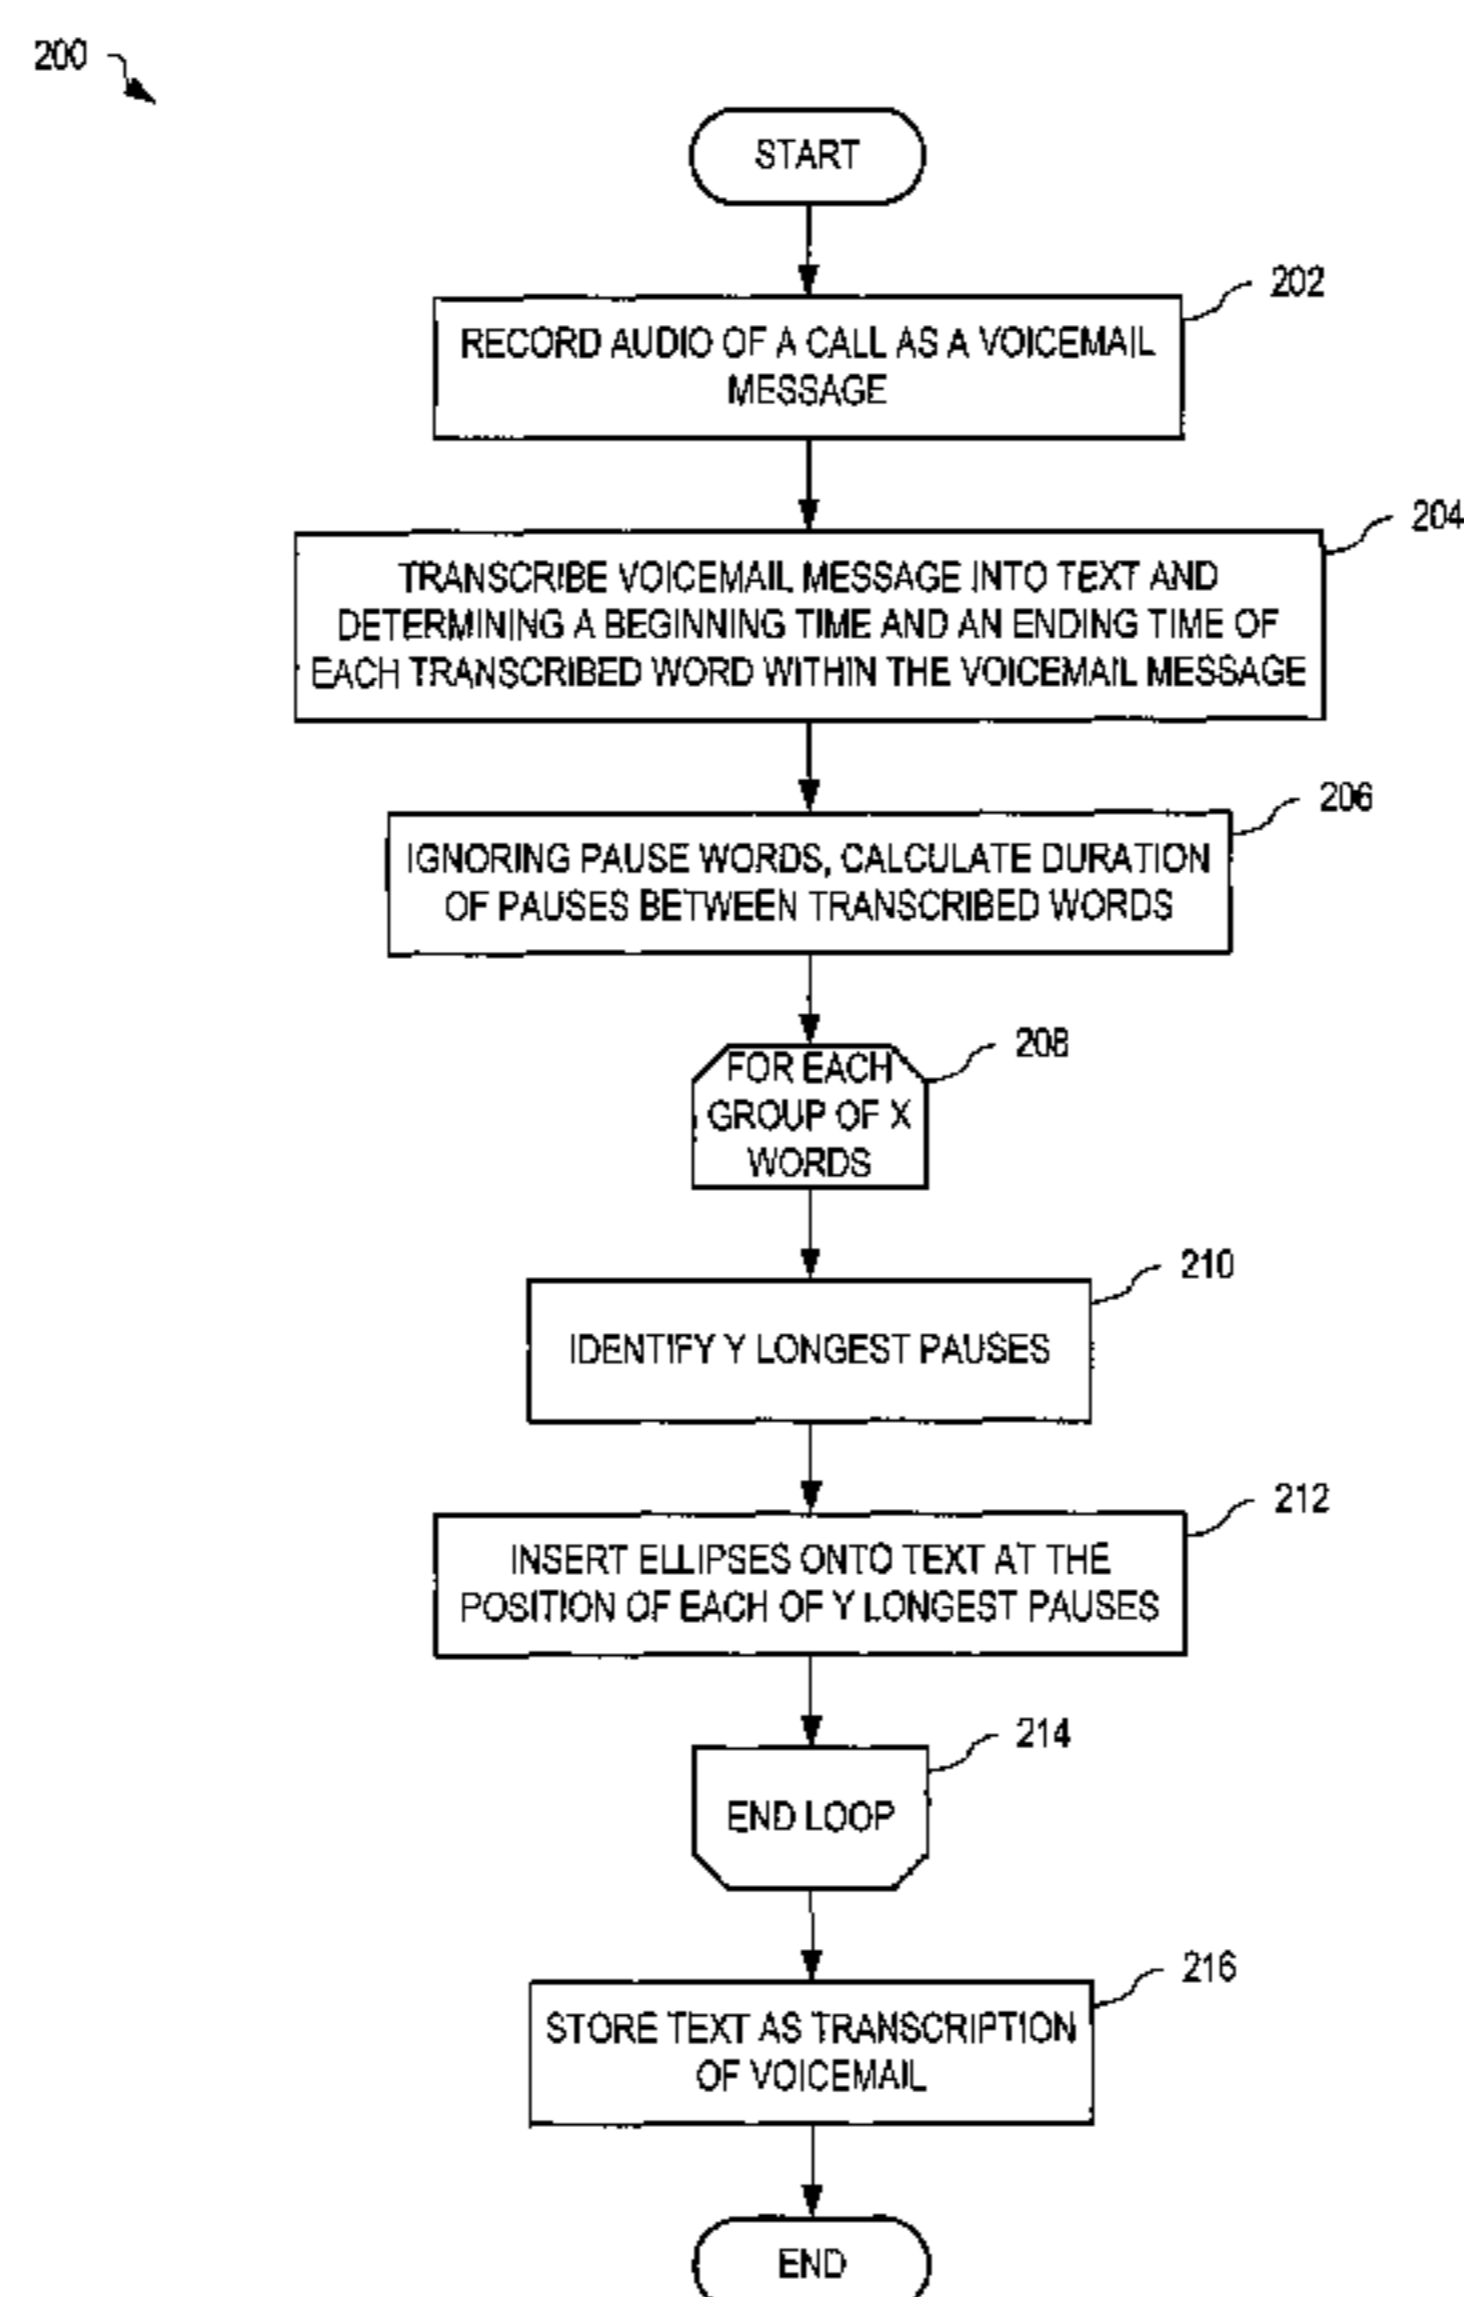 200
START
202
RECORD AUDIO OF A CALL AS A VOICEMAIL
MESSAGE
204
TRANSCRIBE VOICEMAIL MESSAGE INTO TEXT AND
DETERMINING A BEGINNING TIME AND AN ENDING TIME OF
EACH TRANSCRIBED WORD WITHIN THE VOICEMAIL MESSAGE
206
IGNORING PAUSE WORDS, CALCULATE DURATION
OF PAUSES BETWEEN TRANSCRIBED WORDS
208
FOR EACH
GROUP OF X
WORDS
210
IDENTIFY Y LONGEST PAUSES
212
INSERT ELLIPSES ONTO TEXT AT THE
POSITION OF EACH OF Y LONGEST PAUSES
214
END LOOP
216
STORE TEXT AS TRANSCRIPTION
OF VOICEMAIL
END